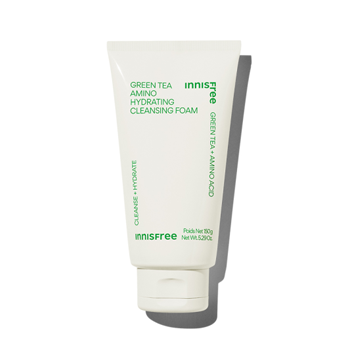 GREEN TEA
AMINO
HYDRATING
CLEANSING FOAM
INNISFree
GREEN TEA + AMINO ACID
CLEANSE + HYDRATE
INNISFree
Poids Net 150g
Net Wt. 5.29 Oz.